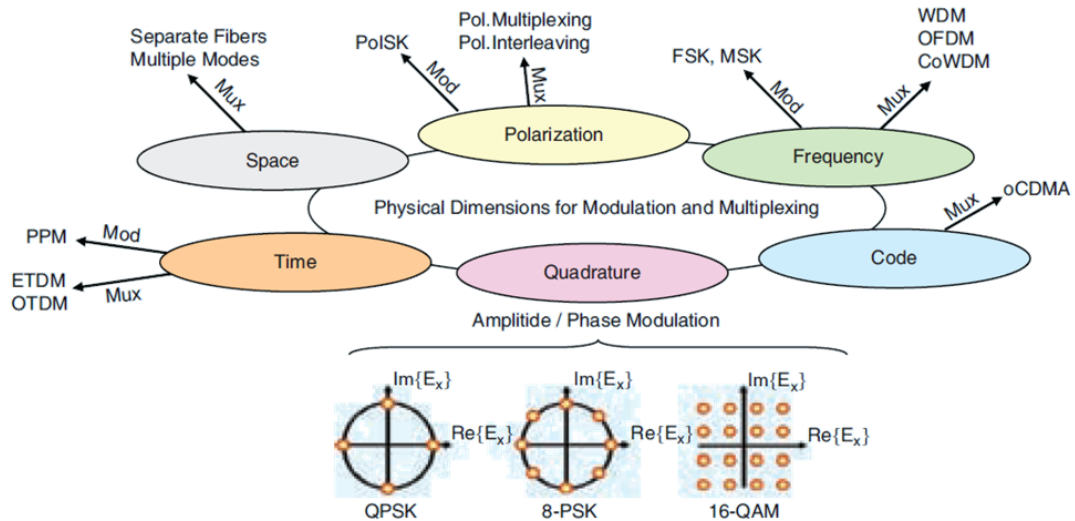 Separate Fibers
Multiple Modes
Mux
PolSK
Mod
Pol.Multiplexing
Pol.Interleaving
Mux
FSK, MSK
Mod
WDM
OFDM
CoWDM
Mux
Space
Polarization
Frequency
Physical Dimensions for Modulation and Multiplexing
oCDMA
Mux
PPM
Mod
ETDM
OTDM
Mux
Time
Quadrature
Code
Amplitide / Phase Modulation
Im{Eₓ}
Re{Eₓ}
QPSK
Im{Eₓ}
Re{Eₓ}
8-PSK
Im{Eₓ}
Re{Eₓ}
16-QAM